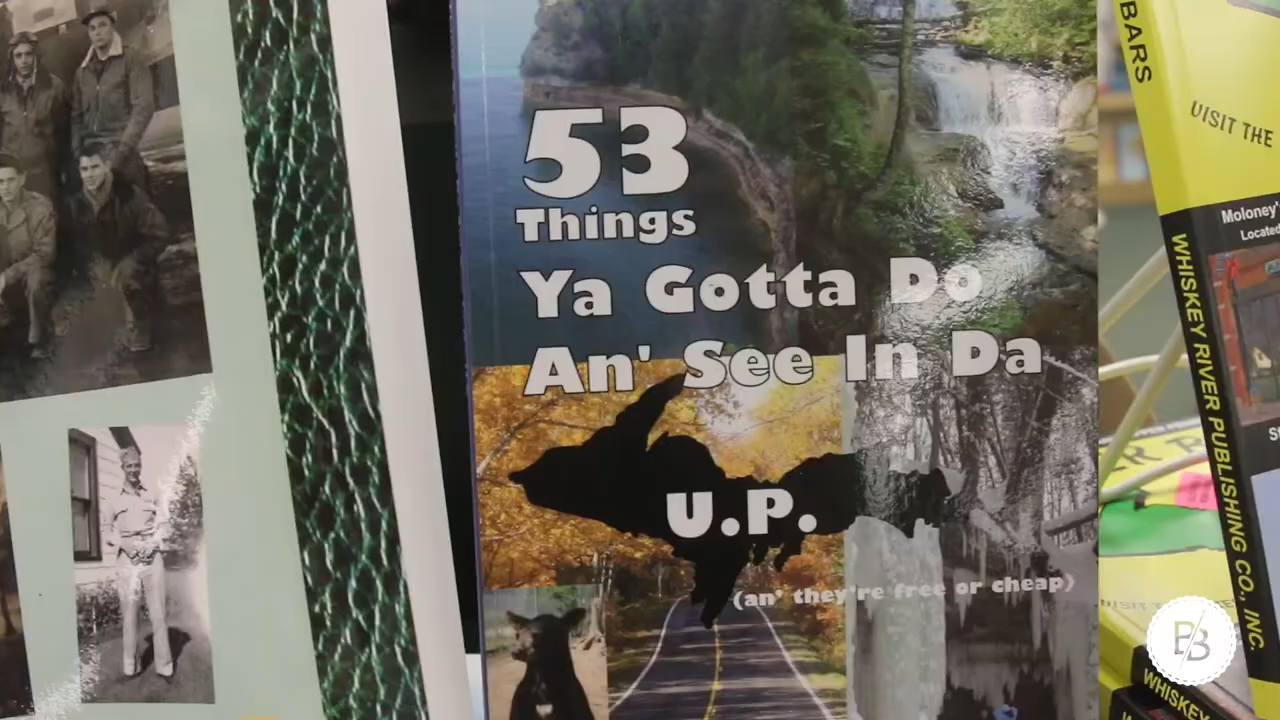 53
Things
Ya Gotta Do
An' See In Da
U.P.
(an' they're free or cheap)
BARS
VISIT THE
Moloney's
Located
WHISKEY RIVER PUBLISHING CO., INC.
WHISKEY
B/B